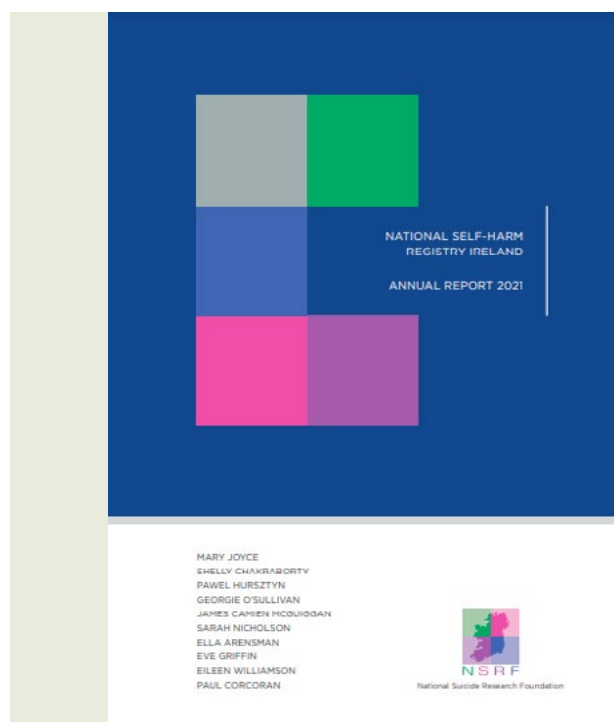 NATIONAL SELF-HARM
REGISTRY IRELAND
ANNUAL REPORT 2021
MARY JOYCE
SHELLY CHAKRABORTY
PAWEL HURSZTYN
GEORGIE O'SULLIVAN
JAMES CAMIEN MCGUIGGAN
SARAH NICHOLSON
ELLA ARENSMAN
EVE GRIFFIN
EILEEN WILLIAMSON
PAUL CORCORAN
NSRF
National Suicide Research Foundation